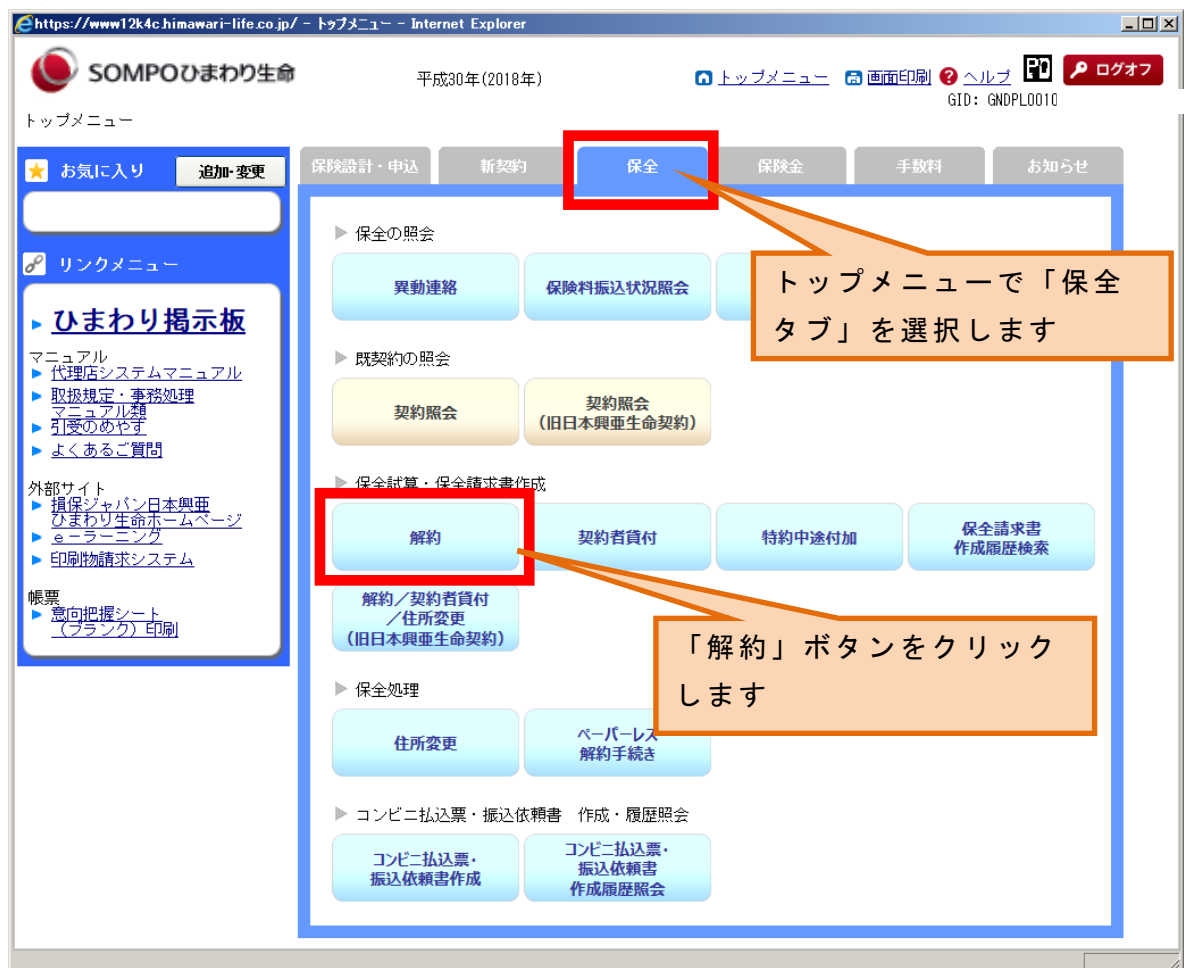 https://www12k4c.himawari-life.co.jp/ - トップメニュー - Internet Explorer
SOMPOひまわり生命
平成30年(2018年)
トップメニュー
画面印刷
ヘルプ
ログオフ
GID: GNDPL0010
トップメニュー
お気に入り
追加・変更
リンクメニュー
ひまわり掲示板
マニュアル
代理店システムマニュアル
取扱規定・事務処理
マニュアル類
引受のめやす
よくあるご質問
外部サイト
損保ジャパン日本興亜
ひまわり生命ホームページ
e-ラーニング
印刷物請求システム
帳票
意向把握シート
(ブランク)印刷
保険設計・申込
新契約
保全
保険金
手数料
お知らせ
保全の照会
異動連絡
保険料振込状況照会
トップメニューで「保全
タブ」を選択します
既契約の照会
契約照会
契約照会
(旧日本興亜生命契約)
保全試算・保全請求書作成
解約
契約者貸付
特約中途付加
保全請求書
作成履歴検索
解約/契約者貸付
/住所変更
(旧日本興亜生命契約)
「解約」ボタンをクリック
します
保全処理
住所変更
ペーパーレス
解約手続き
コンビニ払込票・振込依頼書 作成・履歴照会
コンビニ払込票・
振込依頼書作成
コンビニ払込票・
振込依頼書
作成履歴照会